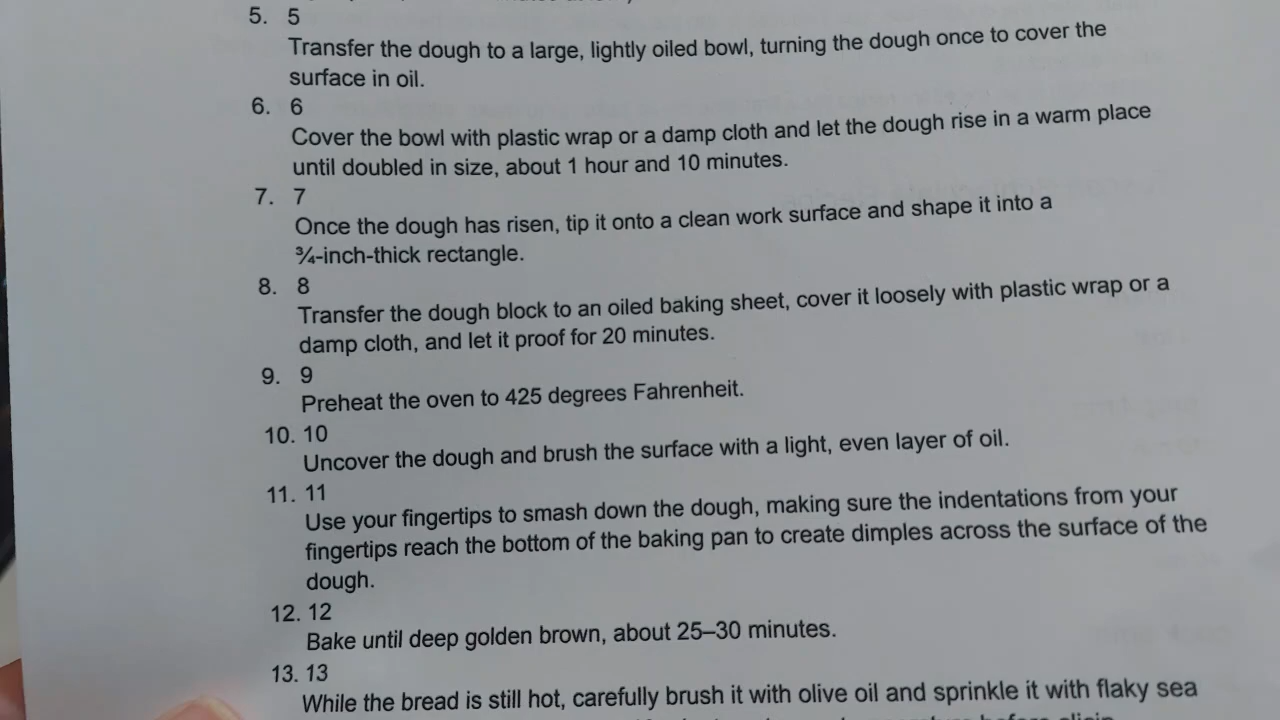 5. 5
Transfer the dough to a large, lightly oiled bowl, turning the dough once to cover the
surface in oil.
6. 6
Cover the bowl with plastic wrap or a damp cloth and let the dough rise in a warm place
until doubled in size, about 1 hour and 10 minutes.
7. 7
Once the dough has risen, tip it onto a clean work surface and shape it into a
¾-inch-thick rectangle.
8. 8
Transfer the dough block to an oiled baking sheet, cover it loosely with plastic wrap or a
damp cloth, and let it proof for 20 minutes.
9. 9
Preheat the oven to 425 degrees Fahrenheit.
10. 10
Uncover the dough and brush the surface with a light, even layer of oil.
11. 11
Use your fingertips to smash down the dough, making sure the indentations from your
fingertips reach the bottom of the baking pan to create dimples across the surface of the
dough.
12. 12
Bake until deep golden brown, about 25–30 minutes.
13. 13
While the bread is still hot, carefully brush it with olive oil and sprinkle it with flaky sea